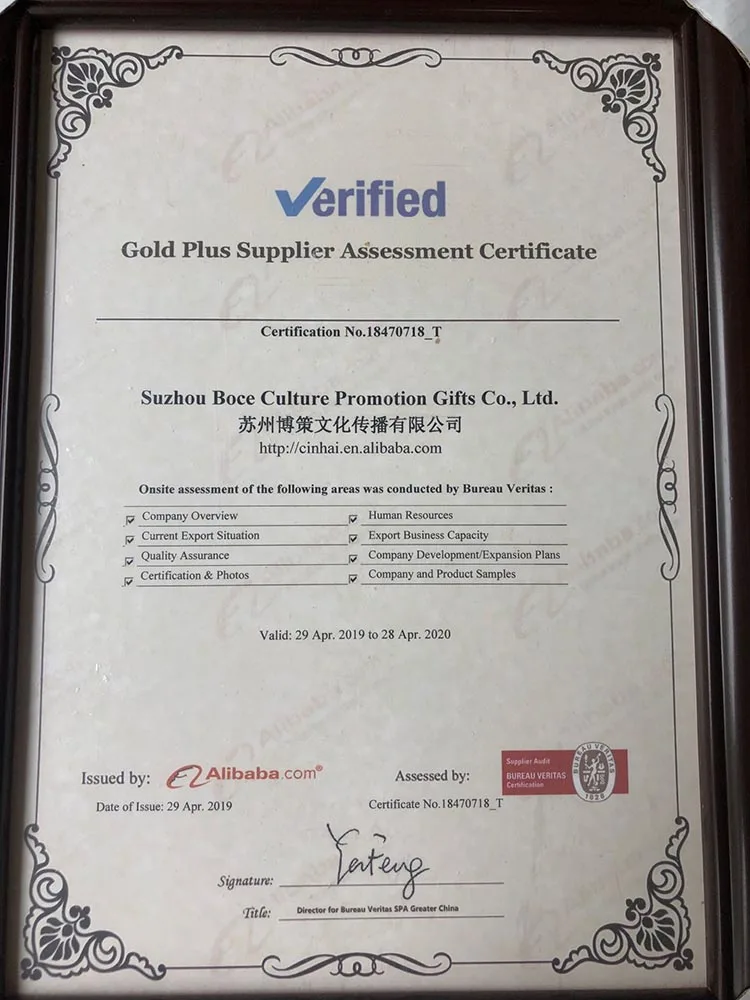 Verified
Gold Plus Supplier Assessment Certificate
Certification No.18470718_T
Suzhou Boce Culture Promotion Gifts Co., Ltd.
苏州博策文化传播有限公司
http://cinhai.en.alibaba.com
Onsite assessment of the following areas was conducted by Bureau Veritas :
Company Overview
Human Resources
Current Export Situation
Export Business Capacity
Quality Assurance
Company Development/Expansion Plans
Certification & Photos
Company and Product Samples
Valid: 29 Apr. 2019 to 28 Apr. 2020
Issued by: Alibaba.com®
Date of Issue: 29 Apr. 2019
Assessed by:
Supplier Audit
BUREAU VERITAS
Certification
BUREAU VERITAS
1828
Certificate No.18470718_T
Signature:
Title: Director for Bureau Veritas SPA Greater China